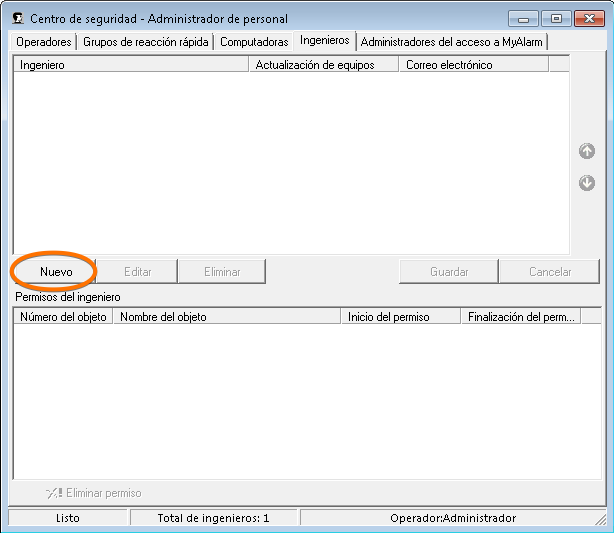 Centro de seguridad - Administrador de personal
Operadores Grupos de reacción rápida Computadoras Ingenieros Administradores del acceso a MyAlarm
Ingeniero Actualización de equipos Correo electrónico
Nuevo Editar Eliminar Guardar Cancelar
Permisos del ingeniero
Número del objeto Nombre del objeto Inicio del permiso Finalización del perm...
Eliminar permiso
Listo Total de ingenieros: 1 Operador:Administrador